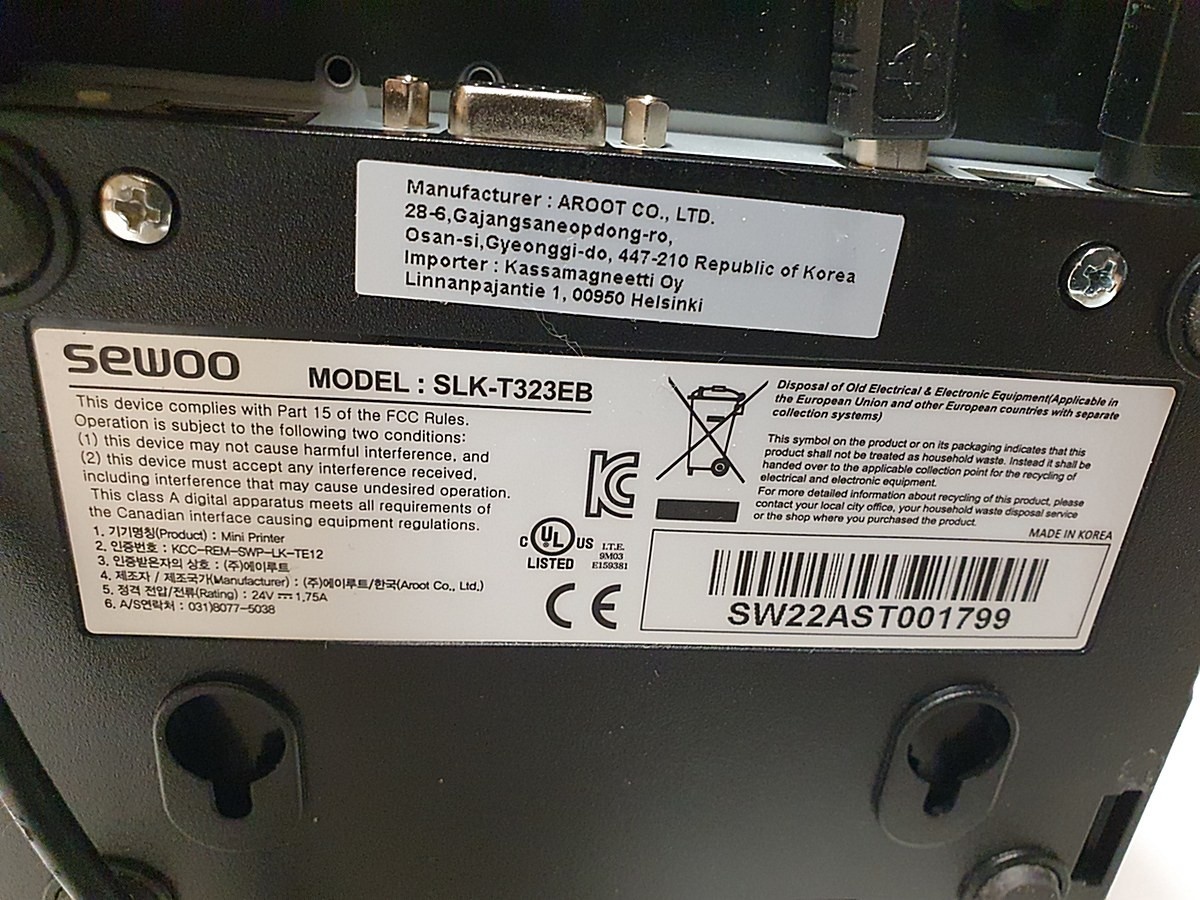 Manufacturer : AROOT CO., LTD.
28-6,Gajangsaneopdong-ro,
Osan-si,Gyeonggi-do, 447-210 Republic of Korea
Importer : Kassamagneetti Oy
Linnanpajantie 1, 00950 Helsinki
sewoo
MODEL : SLK-T323EB
This device complies with Part 15 of the FCC Rules.
Operation is subject to the following two conditions:
(1) this device may not cause harmful interference, and
(2) this device must accept any interference received,
including interference that may cause undesired operation.
This class A digital apparatus meets all requirements of
the Canadian interface causing equipment regulations.
1. 기기명칭(Product) : Mini Printer
2. 인증번호 : KCC-REM-SWP-LK-TE12
3. 인증받은자의 상호 : (주)에이루트
4. 제조자 / 제조국가(Manufacturer) : (주)에이루트/한국(Aroot Co., Ltd.)
5. 정격 전압/전류(Rating) : 24V ⎓ 1.75A
6. A/S연락처 : 031)8077-5038
KC
C UL US
LISTED
I.T.E.
9M03
E159381
CE
Disposal of Old Electrical & Electronic Equipment(Applicable in
the European Union and other European countries with separate
collection systems)
This symbol on the product or on its packaging indicates that this
product shall not be treated as household waste. Instead it shall be
handed over to the applicable collection point for the recycling of
electrical and electronic equipment.
For more detailed information about recycling of this product, please
contact your local city office, your household waste disposal service
or the shop where you purchased the product.
MADE IN KOREA
SW22AST001799